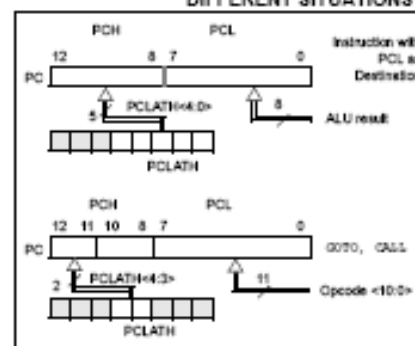 DIFFERENT SITUATIONS
PCH PCL
12 8 7 0
Instruction with
PCL as
Destination
PC
PCLATH<4:0>
5
8
ALU result
PCLATH
PCH PCL
12 11 10 8 7 0
PC
GOTO, CALL
PCLATH<4:3>
2
11
Opcode <10:0>
PCLATH